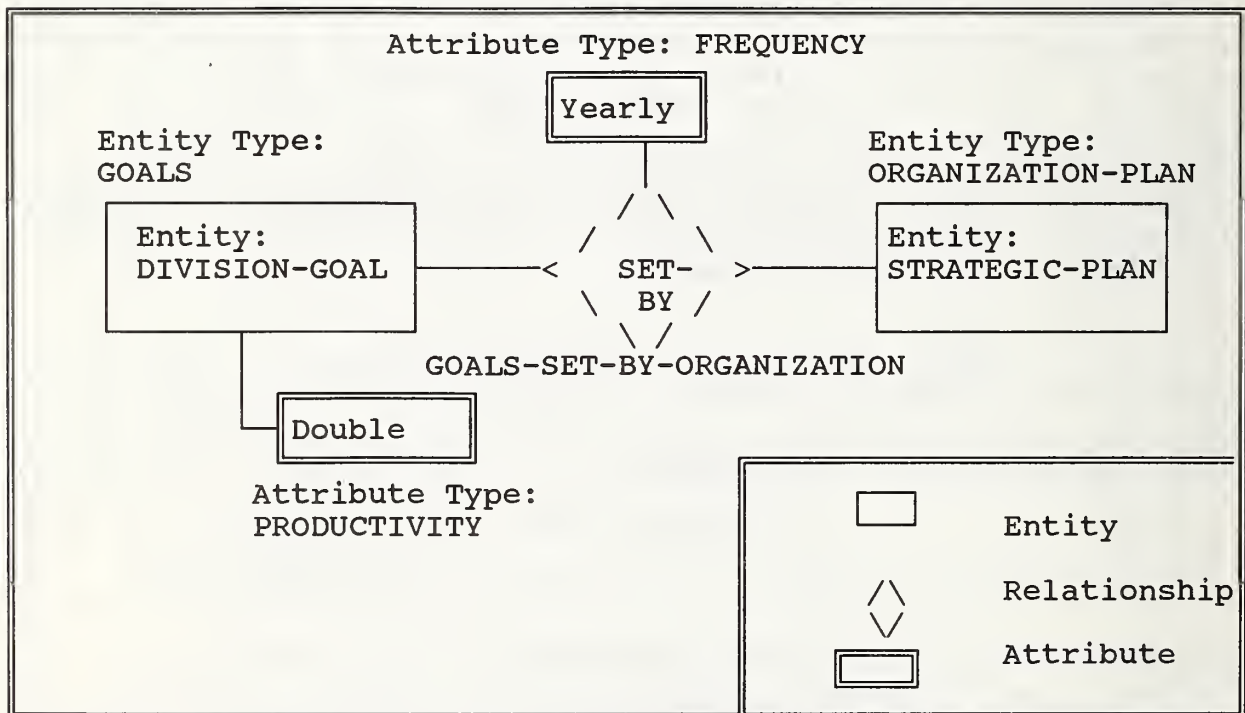 Attribute Type: FREQUENCY
Yearly
Entity Type:
GOALS
Entity Type:
ORGANIZATION-PLAN
Entity:
DIVISION-GOAL
SET-
BY
Entity:
STRATEGIC-PLAN
GOALS-SET-BY-ORGANIZATION
Double
Attribute Type:
PRODUCTIVITY
Entity
Relationship
Attribute